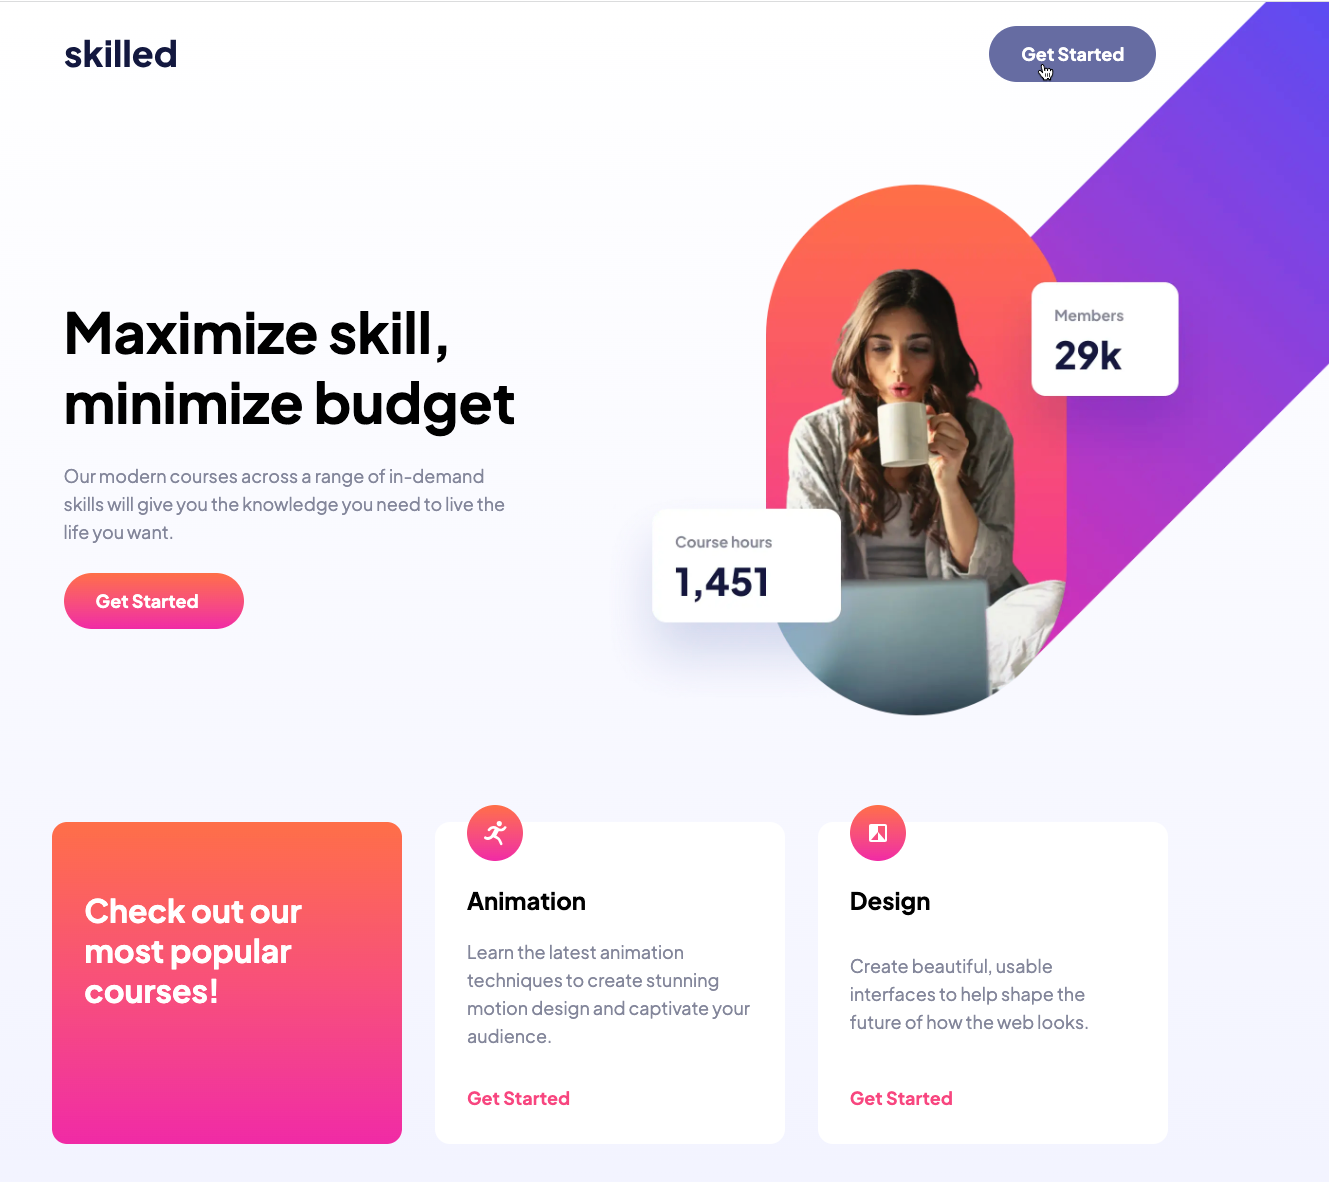 skilled
Get Started
Maximize skill,
minimize budget
Our modern courses across a range of in-demand
skills will give you the knowledge you need to live the
life you want.
Get Started
Members
29k
Course hours
1,451
Check out our
most popular
courses!
Animation
Learn the latest animation
techniques to create stunning
motion design and captivate your
audience.
Get Started
Design
Create beautiful, usable
interfaces to help shape the
future of how the web looks.
Get Started